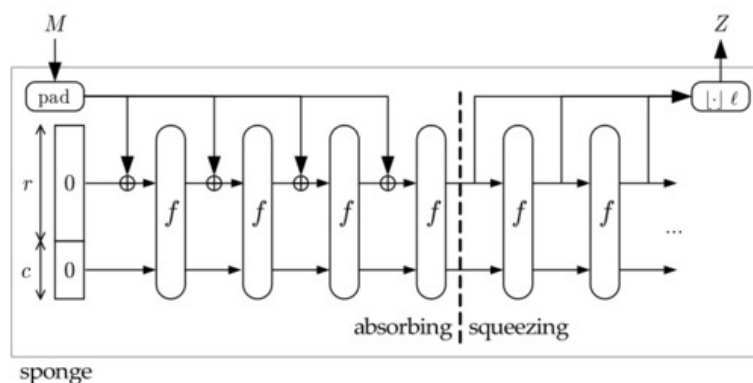 M Z
pad ⌊·⌋ ℓ
r 0 ⊕ f ⊕ f ⊕ f ⊕ f f f
c 0 ...
absorbing squeezing
sponge